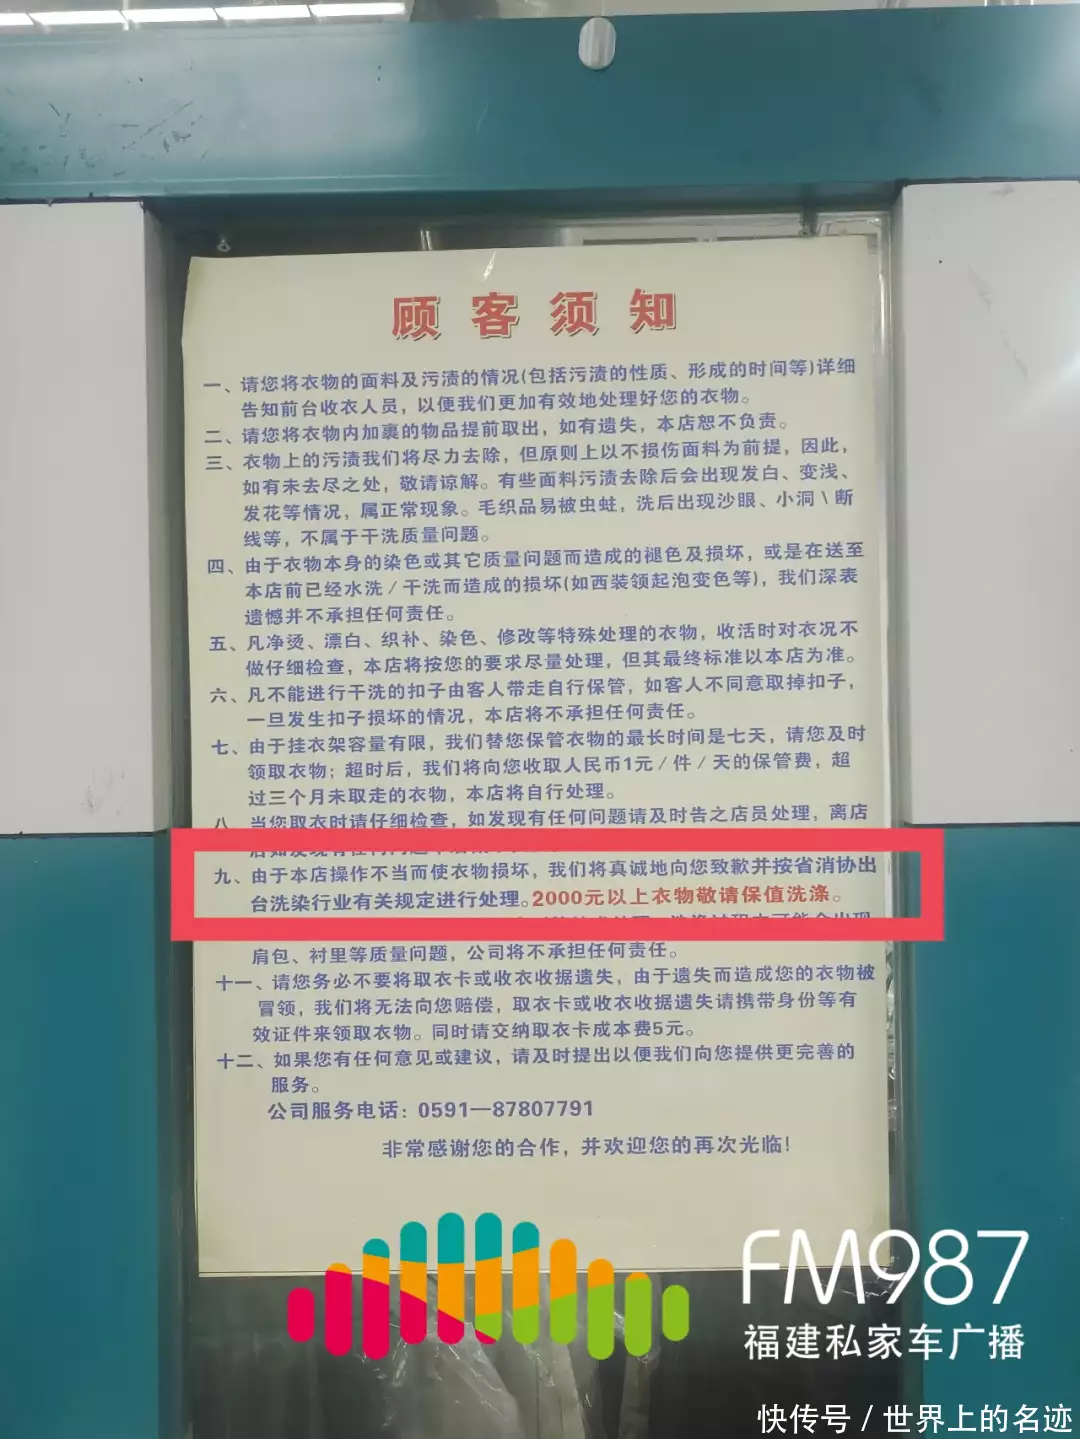 顾客须知
一、请您将衣物的面料及污渍的情况(包括污渍的性质、形成的时间等)详细
告知前台收衣人员，以便我们更加有效地处理好您的衣物。
二、请您将衣物内加裹的物品提前取出，如有遗失，本店恕不负责。
三、衣物上的污渍我们将尽力去除，但原则上以不损伤面料为前提，因此，
如有未去尽之处，敬请谅解。有些面料污渍去除后会出现发白、变浅、
发花等情况，属正常现象。毛织品易被虫蛀，洗后出现沙眼、小洞\断
线等，不属于干洗质量问题。
四、由于衣物本身的染色或其它质量问题而造成的褪色及损坏，或是在送至
本店前已经水洗/干洗而造成的损坏(如西装领起泡变色等)，我们深表
遗憾并不承担任何责任。
五、凡净烫、漂白、织补、染色、修改等特殊处理的衣物，收活时对衣况不
做仔细检查，本店将按您的要求尽量处理，但其最终标准以本店为准。
六、凡不能进行干洗的扣子由客人带走自行保管，如客人不同意取掉扣子，
一旦发生扣子损坏的情况，本店将不承担任何责任。
七、由于挂衣架容量有限，我们替您保管衣物的最长时间是七天，请您及时
领取衣物；超时后，我们将向您收取人民币1元/件/天的保管费，超
过三个月未取走的衣物，本店将自行处理。
八、当您取衣时请仔细检查，如发现有任何问题请及时告之店员处理，离店
九、由于本店操作不当而使衣物损坏，我们将真诚地向您致歉并按省消协出
台洗染行业有关规定进行处理。2000元以上衣物敬请保值洗涤。
肩包、衬里等质量问题，公司将不承担任何责任。
十一、请您务必不要将取衣卡或收衣收据遗失，由于遗失而造成您的衣物被
冒领，我们将无法向您赔偿，取衣卡或收衣收据遗失请携带身份等有
效证件来领取衣物。同时请交纳取衣卡成本费5元。
十二、如果您有任何意见或建议，请及时提出以便我们向您提供更完善的
服务。
公司服务电话：0591—87807791
非常感谢您的合作，并欢迎您的再次光临！
FM987
福建私家车广播
快传号/世界上的名迹